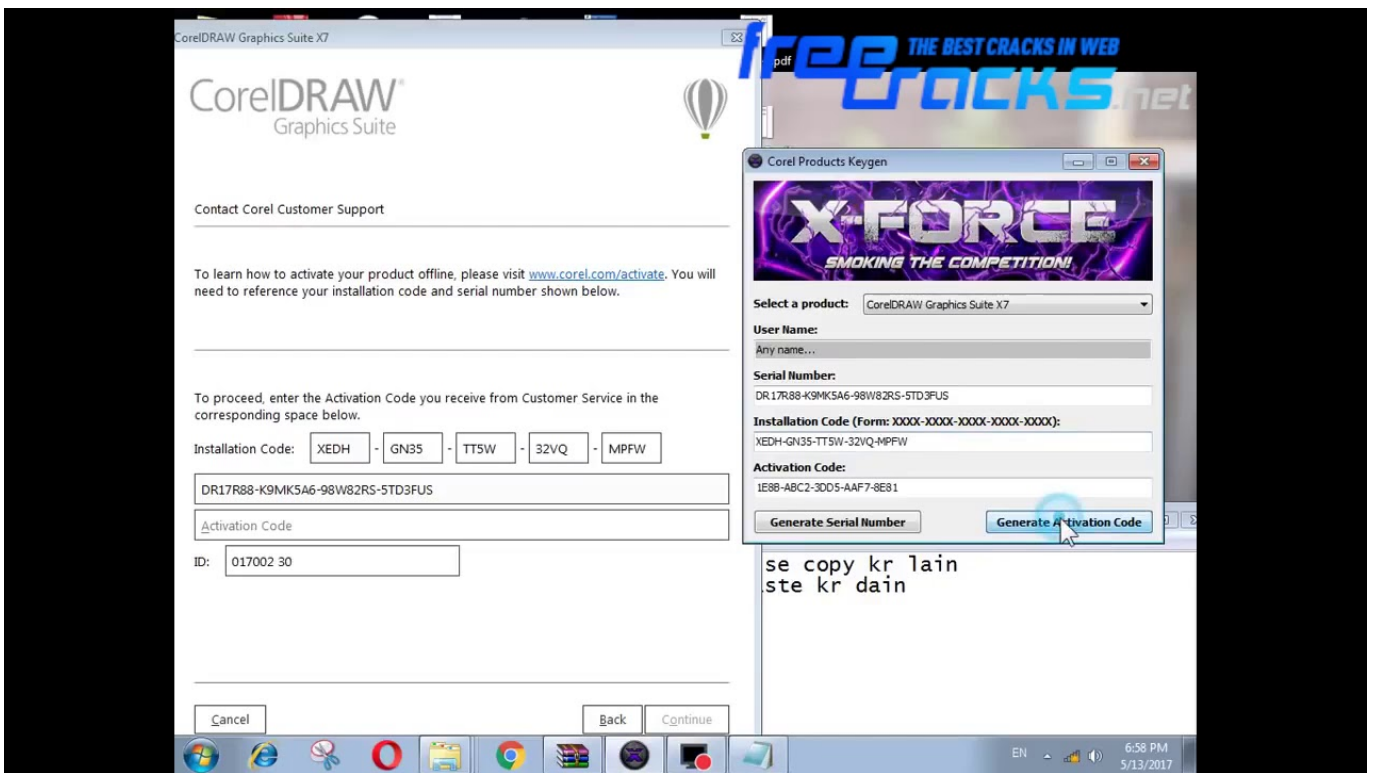 CorelDRAW Graphics Suite X7
pdf
free cracks.net
THE BEST CRACKS IN WEB
CorelDRAW®
Graphics Suite
Contact Corel Customer Support
To learn how to activate your product offline, please visit www.corel.com/activate. You will
need to reference your installation code and serial number shown below.
To proceed, enter the Activation Code you receive from Customer Service in the
corresponding space below.
Installation Code: XEDH - GN35 - TT5W - 32VQ - MPFW
DR17R88-K9MK5A6-98W82RS-5TD3FUS
Activation Code
ID: 017002 30
Cancel Back Continue
Corel Products Keygen
X-FORCE
SMOKING THE COMPETITION!
Select a product: CorelDRAW Graphics Suite X7
User Name:
Any name...
Serial Number:
DR17R88-K9MK5A6-98W82RS-5TD3FUS
Installation Code (Form: XXXX-XXXX-XXXX-XXXX-XXXX):
XEDH-GN35-TT5W-32VQ-MPFW
Activation Code:
1E8B-ABC2-3DD5-AAF7-8E81
Generate Serial Number Generate Activation Code
se copy kr lain
ste kr dain
EN 6:58 PM
5/13/2017